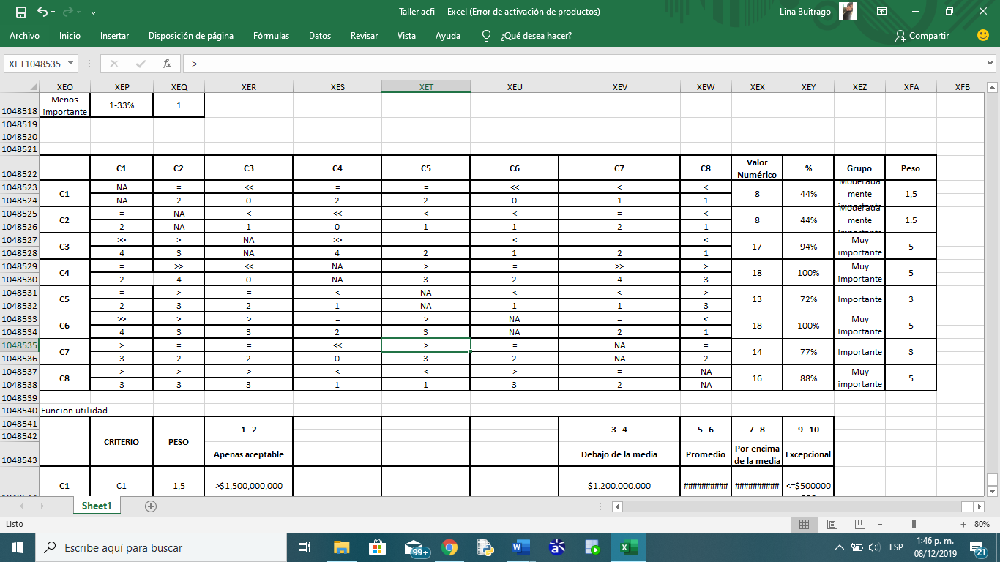 Taller acfi - Excel (Error de activación de productos)
Lina Buitrago
Archivo Inicio Insertar Disposición de página Fórmulas Datos Revisar Vista Ayuda ¿Qué desea hacer? Compartir
XET1048535 fx >
XEO XEP XEQ XER XES XET XEU XEV XEW XEX XEY XEZ XFA XFB
Menos
1048518 importante 1-33% 1
1048519
1048520
1048521
Valor
1048522 C1 C2 C3 C4 C5 C6 C7 C8 Numérico % Grupo Peso
1048523 C1 NA = << = = << < < 8 44% Moderada mente 1,5
1048524 NA 2 0 2 2 0 1 1
1048525 C2 = NA < << < < = < 8 44% Moderada mente importante 1.5
1048526 2 NA 1 0 1 1 2 1
1048527 C3 >> > NA >> = < = < 17 94% Muy importante 5
1048528 4 3 NA 4 2 1 2 1
1048529 C4 = >> << NA > = >> > 18 100% Muy importante 5
1048530 2 4 0 NA 3 2 4 3
1048531 C5 = > = < NA < < > 13 72% Importante 3
1048532 2 3 2 1 NA 1 1 3
1048533 C6 >> > > = > NA = < 18 100% Muy Importante 5
1048534 4 3 3 2 3 NA 2 1
1048535 C7 > = = << > = NA = 14 77% Importante 3
1048536 3 2 2 0 3 2 NA 2
1048537 C8 > > > < < > = NA 16 88% Muy importante 5
1048538 3 3 3 1 1 3 2 NA
1048539
1048540 Funcion utilidad
1048541 1--2 3--4 5--6 7--8 9--10
1048542 CRITERIO PESO
1048543 Apenas aceptable Debajo de la media Promedio Por encima de la media Excepcional
C1 C1 1,5 >$1,500,000,000 $1.200.000.000 ########## ########## <=$500000
Sheet1
Listo 80%
Escribe aquí para buscar
99+
ESP
1:46 p. m.
08/12/2019
21